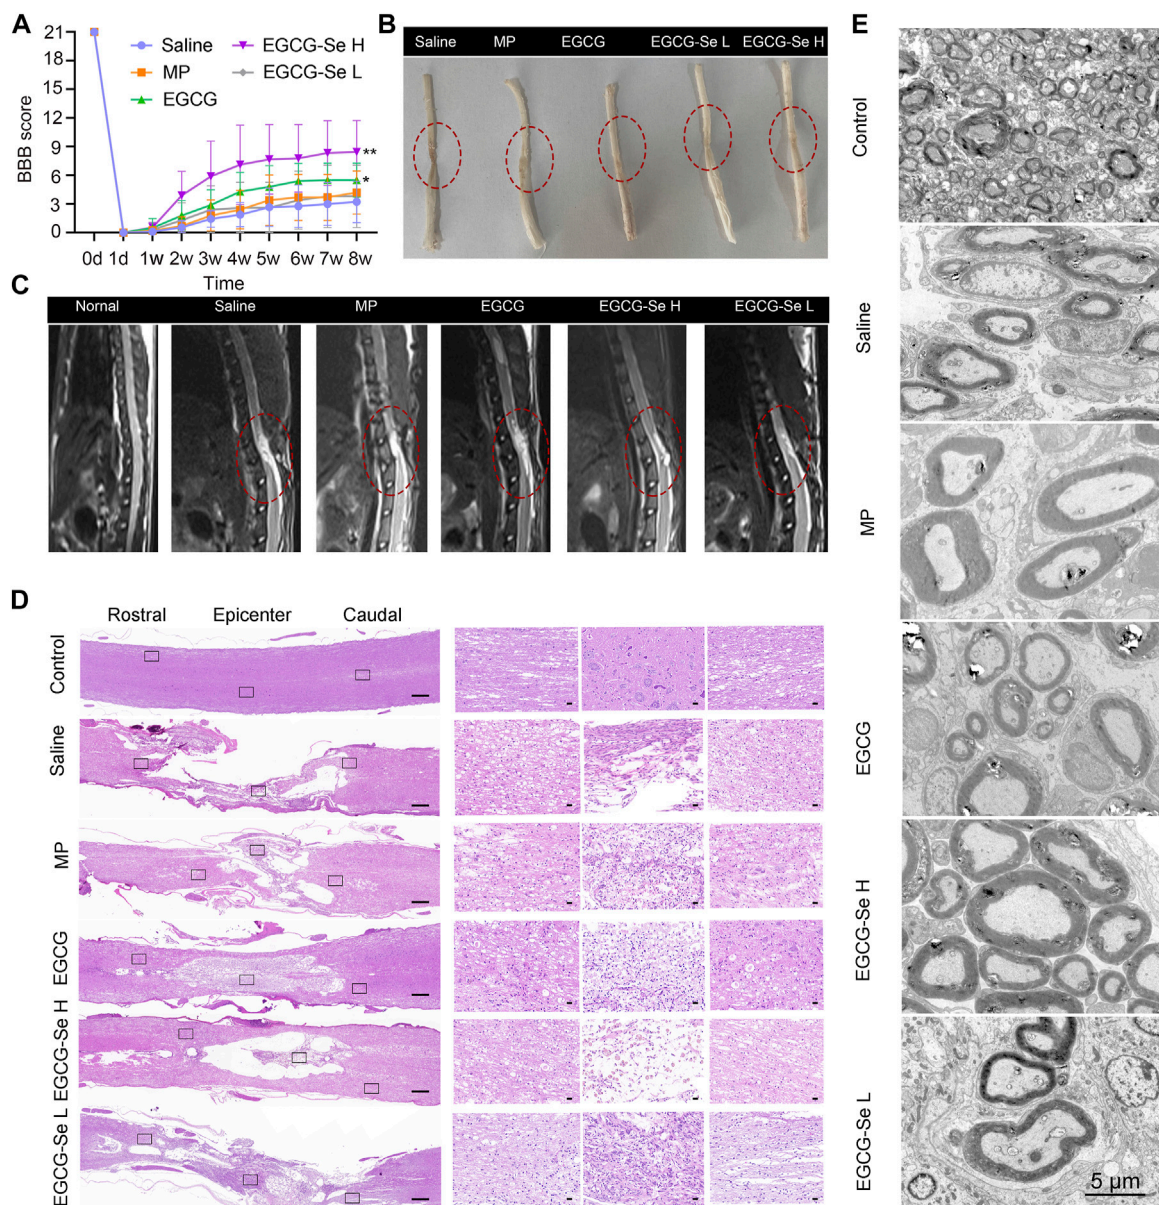 A
21
18
15
12
9
6
3
0
BBB score
Saline
MP
EGCG
EGCG-Se H
EGCG-Se L
**
*
0d 1d 1w 2w 3w 4w 5w 6w 7w 8w
Time
B
Saline MP EGCG EGCG-Se L EGCG-Se H
C
Nornal Saline MP EGCG EGCG-Se H EGCG-Se L
D
Rostral Epicenter Caudal
Control
Saline
MP
EGCG
EGCG-Se H
EGCG-Se L
E
Control
Saline
MP
EGCG
EGCG-Se H
EGCG-Se L
5 μm